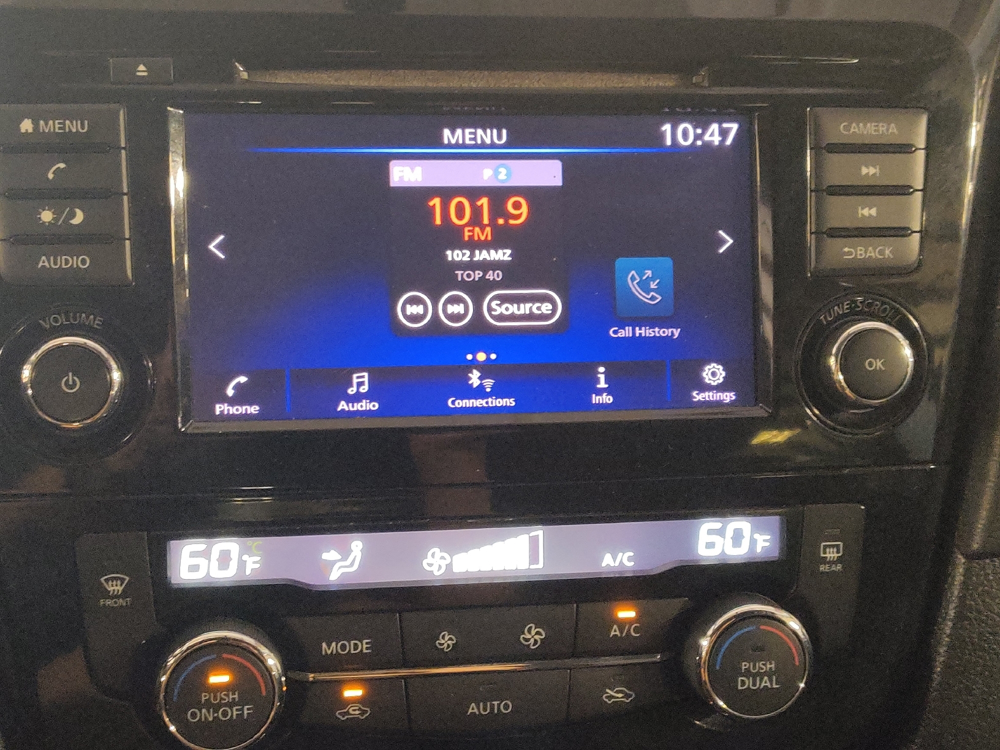 MENU
AUDIO
VOLUME
MENU 10:47
FM P 2
101.9
FM
102 JAMZ
TOP 40
Source
Call History
Phone Audio Connections Info Settings
CAMERA
BACK
TUNE·SCROLL
OK
60°F A/C 60°F
FRONT
REAR
MODE
A/C
PUSH
ON·OFF
AUTO
PUSH
DUAL